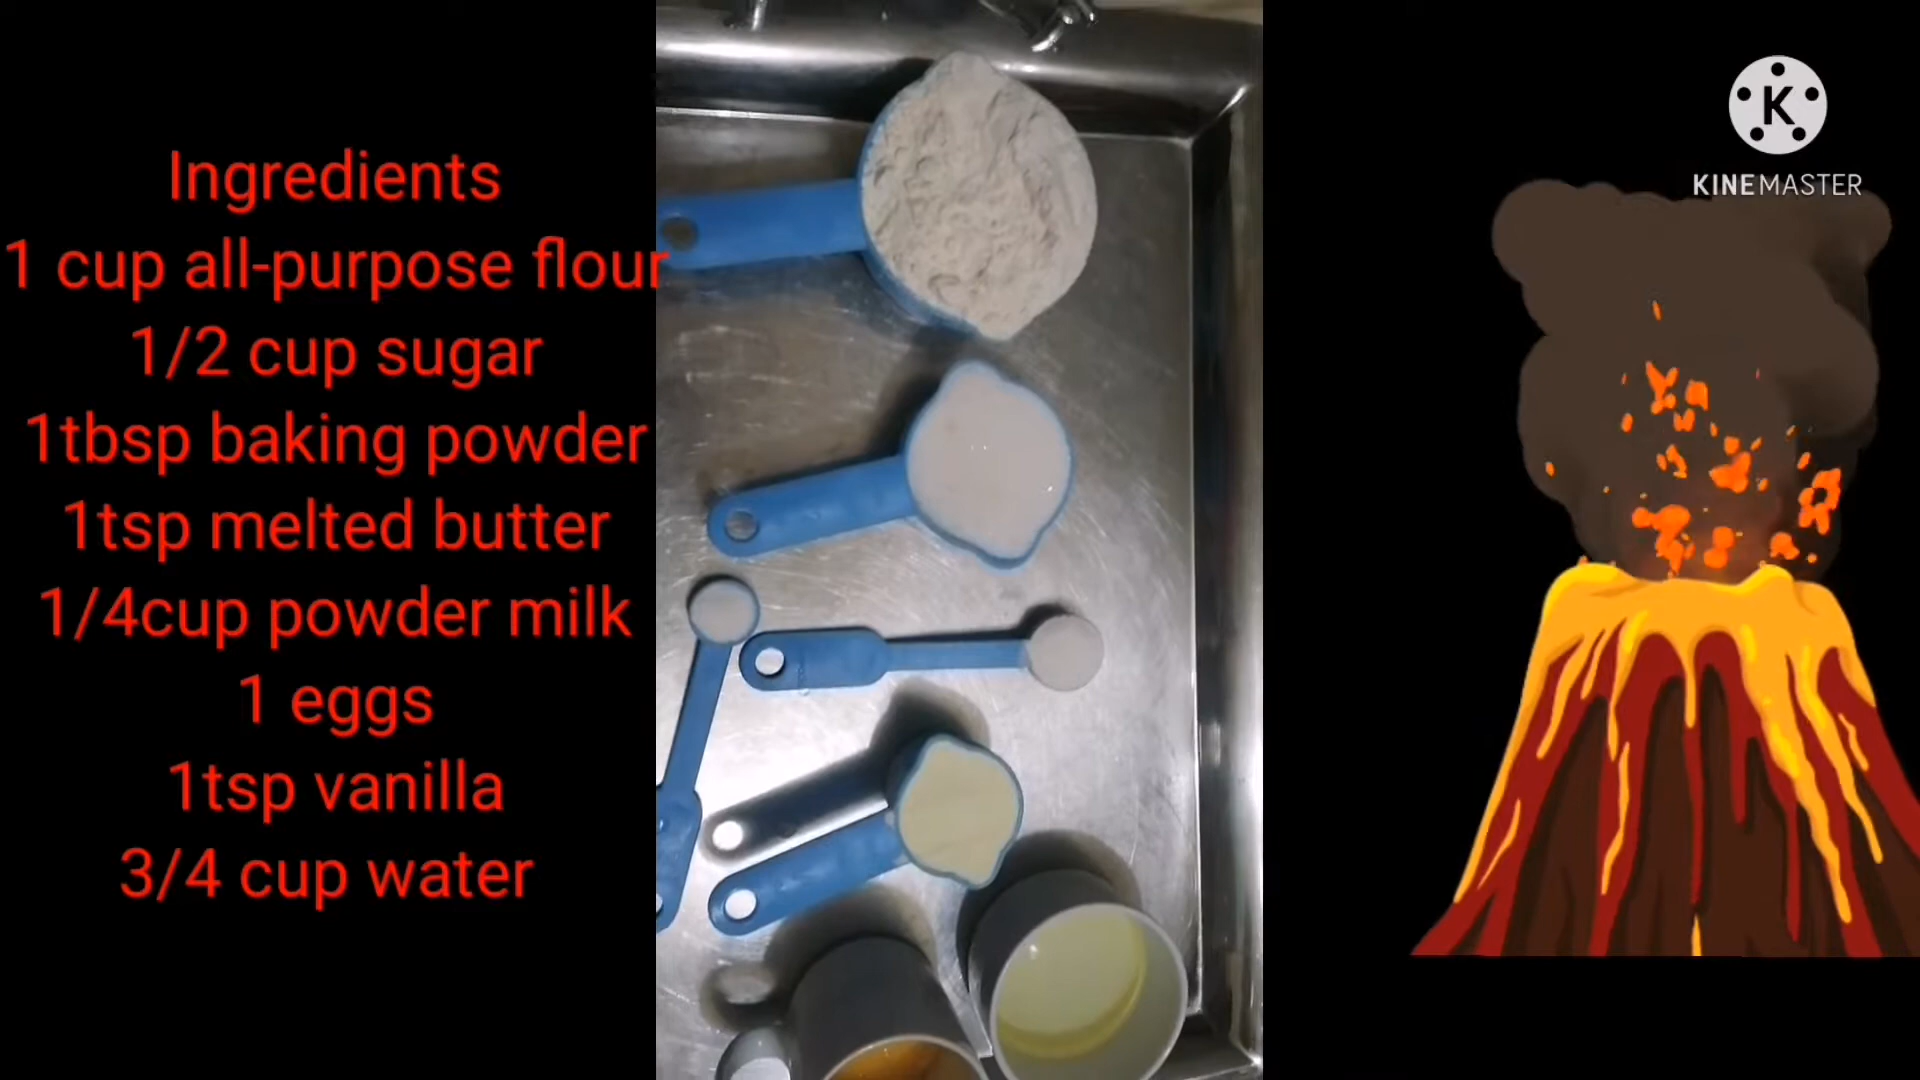 Ingredients
1 cup all-purpose flour
1/2 cup sugar
1tbsp baking powder
1tsp melted butter
1/4cup powder milk
1 eggs
1tsp vanilla
3/4 cup water
K
KINEMASTER